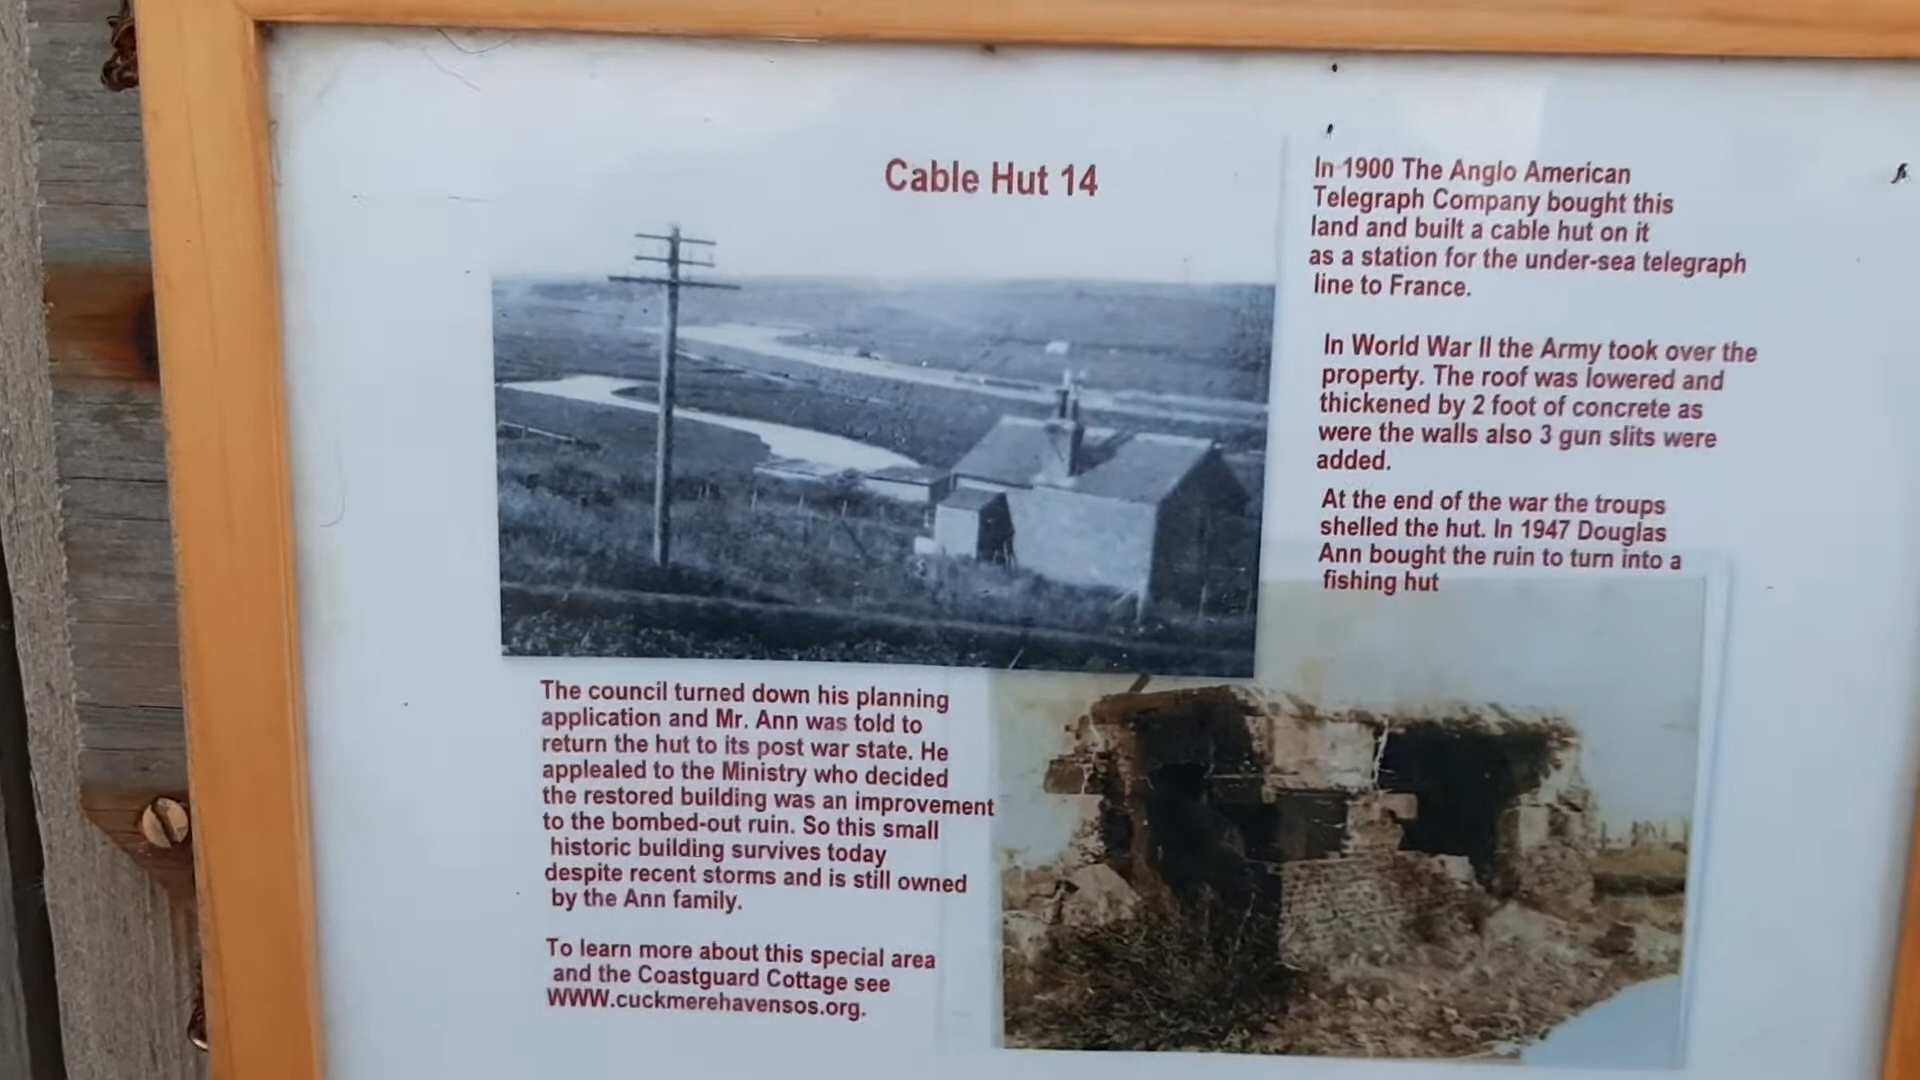 Cable Hut 14
In 1900 The Anglo American
Telegraph Company bought this
land and built a cable hut on it
as a station for the under-sea telegraph
line to France.
In World War II the Army took over the
property. The roof was lowered and
thickened by 2 foot of concrete as
were the walls also 3 gun slits were
added.
At the end of the war the troups
shelled the hut. In 1947 Douglas
Ann bought the ruin to turn into a
fishing hut
The council turned down his planning
application and Mr. Ann was told to
return the hut to its post war state. He
applealed to the Ministry who decided
the restored building was an improvement
to the bombed-out ruin. So this small
historic building survives today
despite recent storms and is still owned
by the Ann family.
To learn more about this special area
and the Coastguard Cottage see
WWW.cuckmerehavensos.org.